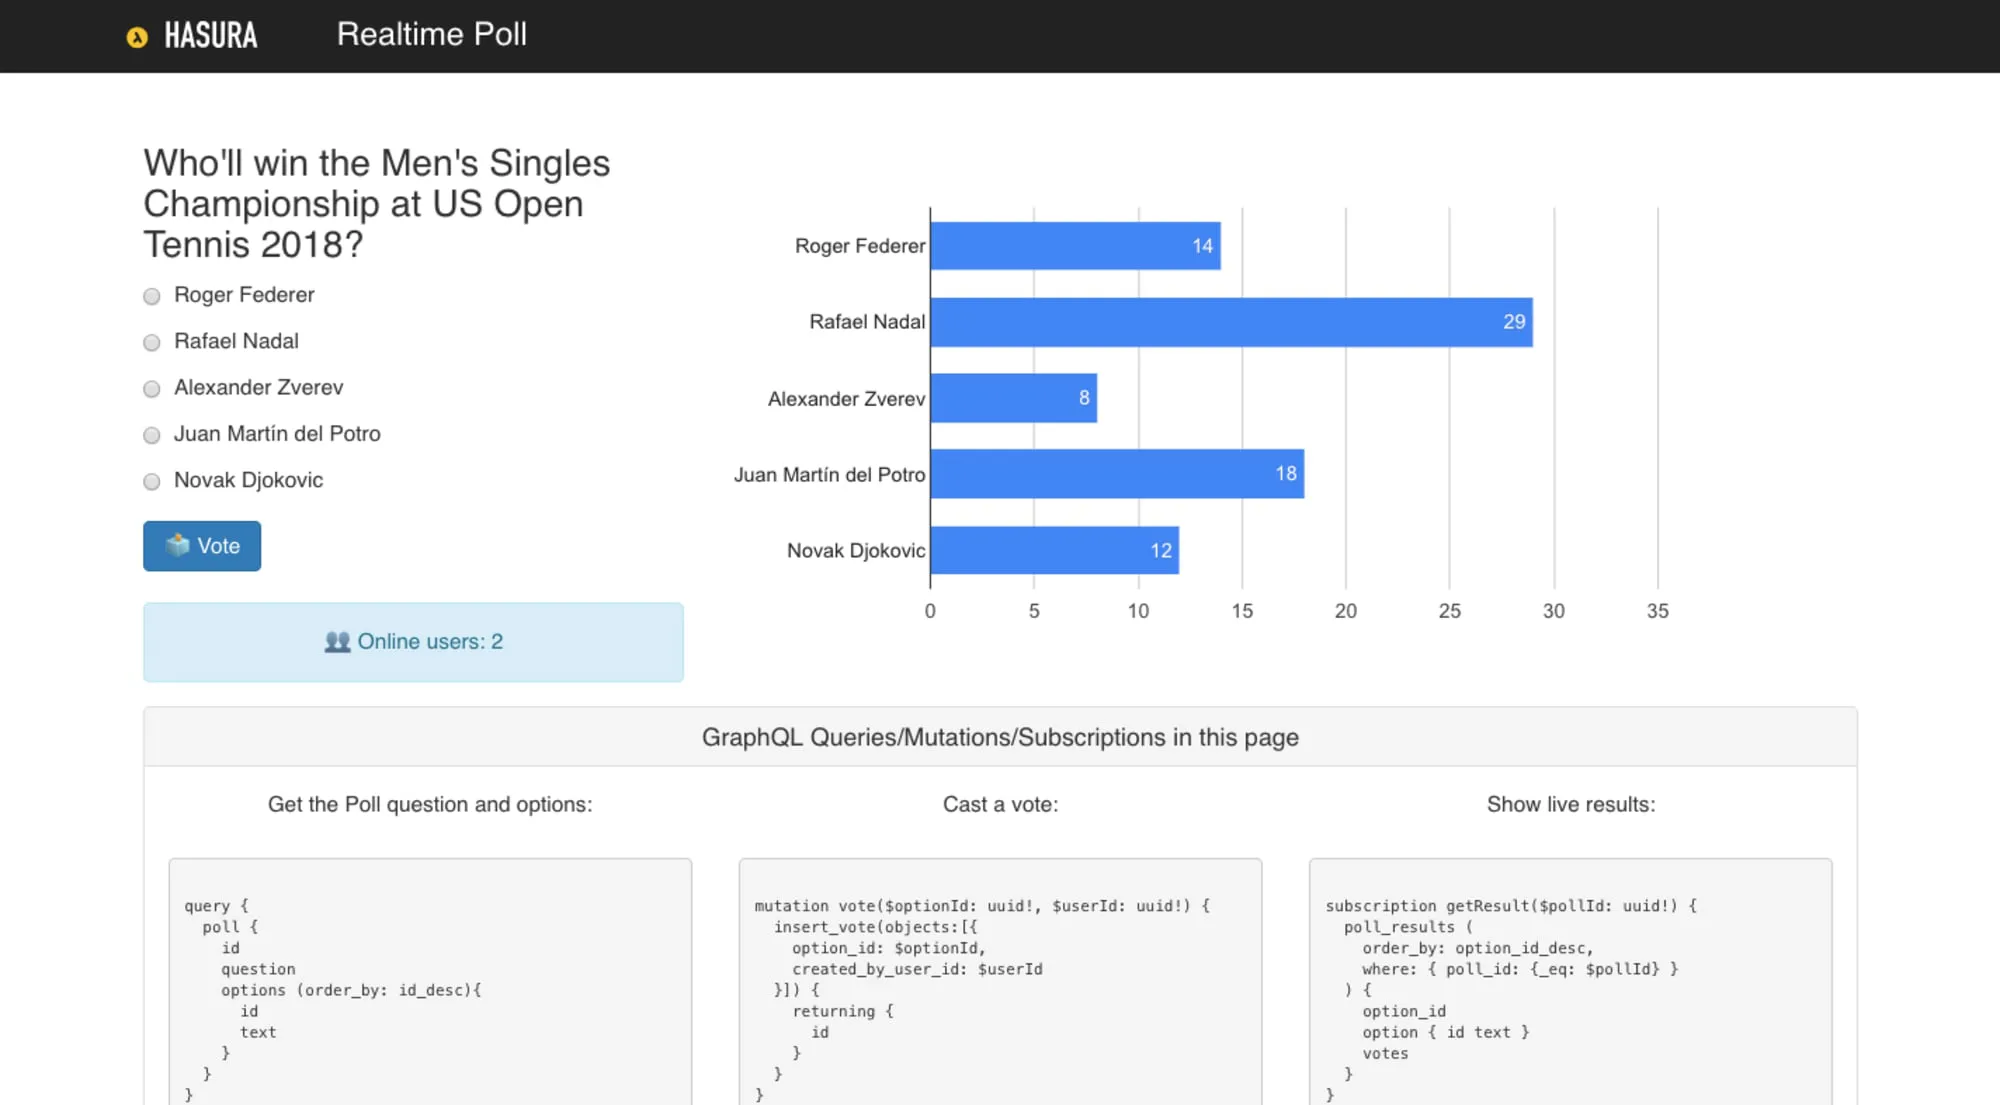 HASURA Realtime Poll
Who'll win the Men's Singles
Championship at US Open
Tennis 2018?
Roger Federer
Rafael Nadal
Alexander Zverev
Juan Martín del Potro
Novak Djokovic
Vote
Online users: 2
Roger Federer 14
Rafael Nadal 29
Alexander Zverev 8
Juan Martín del Potro 18
Novak Djokovic 12
0 5 10 15 20 25 30 35
GraphQL Queries/Mutations/Subscriptions in this page
Get the Poll question and options:
query {
  poll {
    id
    question
    options (order_by: id_desc){
      id
      text
    }
  }
}
Cast a vote:
mutation vote($optionId: uuid!, $userId: uuid!) {
  insert_vote(objects:[{
    option_id: $optionId,
    created_by_user_id: $userId
  }]) {
    returning {
      id
    }
  }
}
Show live results:
subscription getResult($pollId: uuid!) {
  poll_results (
    order_by: option_id_desc,
    where: { poll_id: {_eq: $pollId} }
  ) {
    option_id
    option { id text }
    votes
  }
}